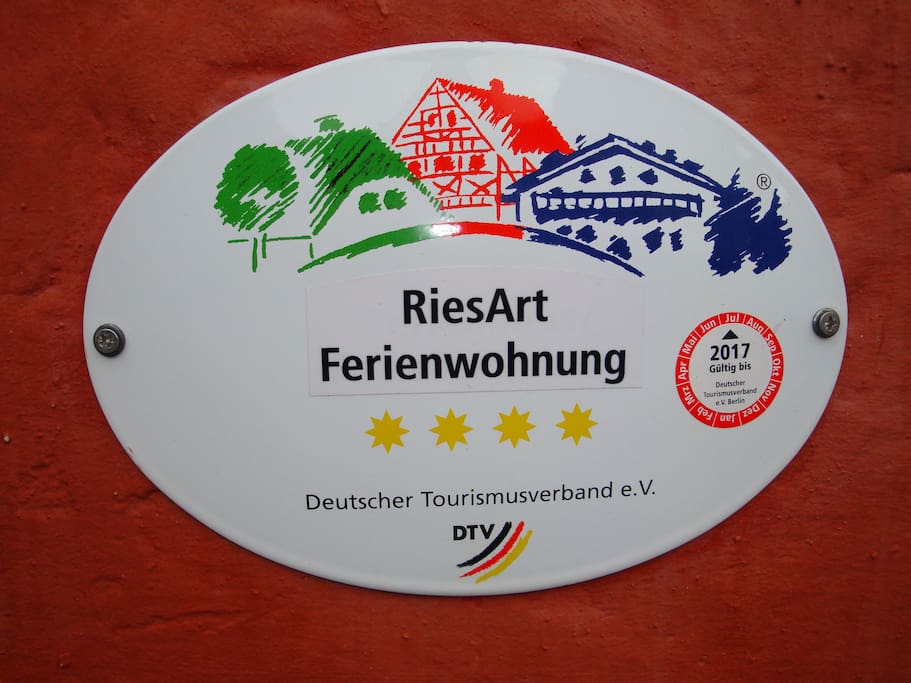 ®
RiesArt
Ferienwohnung
Jan Feb Mrz Apr Mai Jun Jul Aug Sep Okt Nov Dez
2017
Gültig bis
Deutscher
Tourismusverband
e.V. Berlin
Deutscher Tourismusverband e.V.
DTV